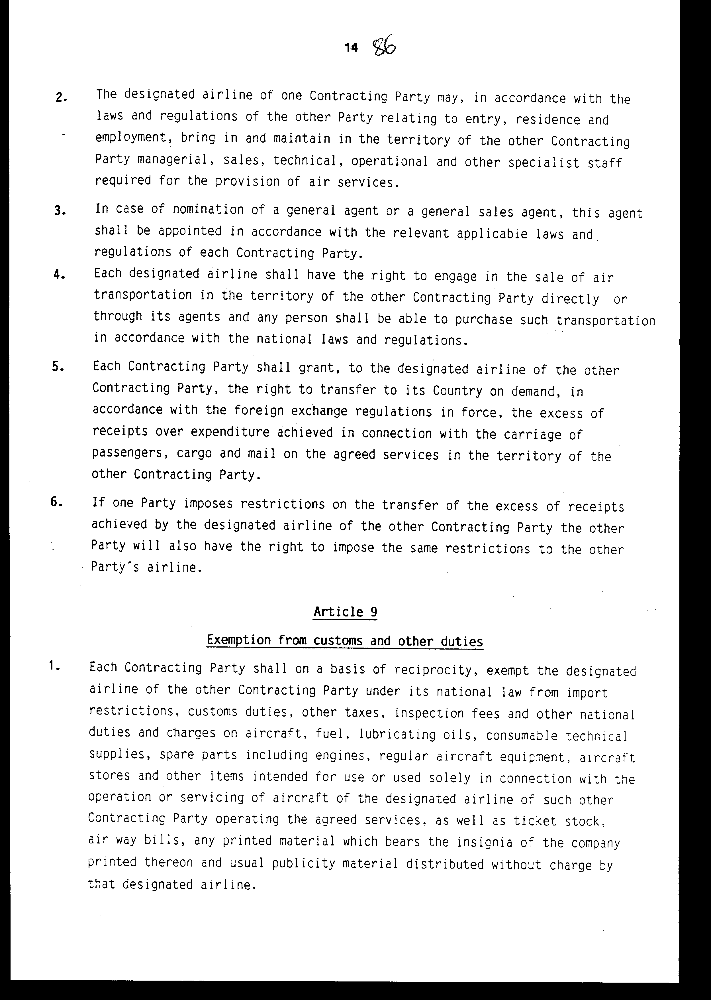 14 86
2. The designated airline of one Contracting Party may, in accordance with the
laws and regulations of the other Party relating to entry, residence and
employment, bring in and maintain in the territory of the other Contracting
Party managerial, sales, technical, operational and other specialist staff
required for the provision of air services.
3. In case of nomination of a general agent or a general sales agent, this agent
shall be appointed in accordance with the relevant applicable laws and
regulations of each Contracting Party.
4. Each designated airline shall have the right to engage in the sale of air
transportation in the territory of the other Contracting Party directly or
through its agents and any person shall be able to purchase such transportation
in accordance with the national laws and regulations.
5. Each Contracting Party shall grant, to the designated airline of the other
Contracting Party, the right to transfer to its Country on demand, in
accordance with the foreign exchange regulations in force, the excess of
receipts over expenditure achieved in connection with the carriage of
passengers, cargo and mail on the agreed services in the territory of the
other Contracting Party.
6. If one Party imposes restrictions on the transfer of the excess of receipts
achieved by the designated airline of the other Contracting Party the other
Party will also have the right to impose the same restrictions to the other
Party´s airline.
Article 9
Exemption from customs and other duties
1. Each Contracting Party shall on a basis of reciprocity, exempt the designated
airline of the other Contracting Party under its national law from import
restrictions, customs duties, other taxes, inspection fees and other national
duties and charges on aircraft, fuel, lubricating oils, consumable technical
supplies, spare parts including engines, regular aircraft equipment, aircraft
stores and other items intended for use or used solely in connection with the
operation or servicing of aircraft of the designated airline of such other
Contracting Party operating the agreed services, as well as ticket stock,
air way bills, any printed material which bears the insignia of the company
printed thereon and usual publicity material distributed without charge by
that designated airline.